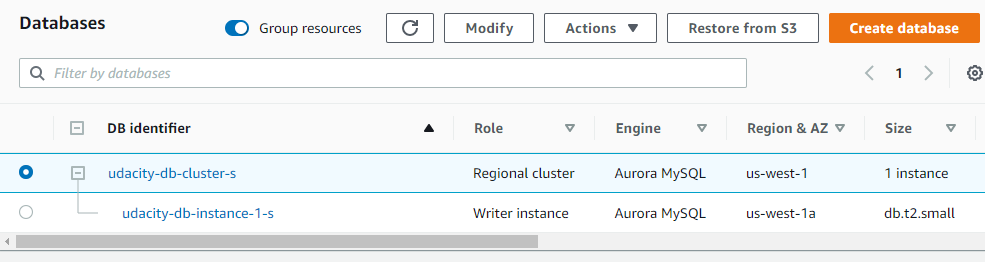 Databases Group resources Modify Actions Restore from S3 Create database
Filter by databases 1
DB identifier Role Engine Region & AZ Size
udacity-db-cluster-s Regional cluster Aurora MySQL us-west-1 1 instance
udacity-db-instance-1-s Writer instance Aurora MySQL us-west-1a db.t2.small